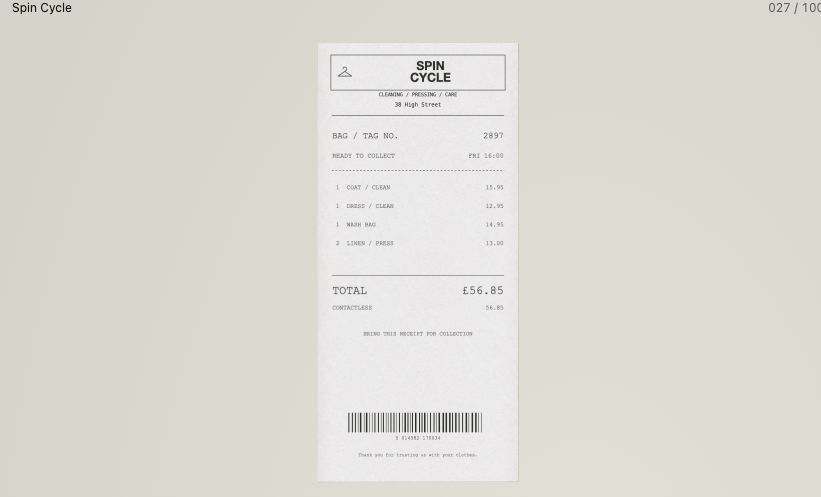 Spin Cycle
027 / 100
SPIN
CYCLE
CLEANING / PRESSING / CARE
38 High Street
BAG / TAG NO. 2897
READY TO COLLECT FRI 16:00
1 COAT / CLEAN 15.95
1 DRESS / CLEAN 12.95
1 WASH BAG 14.95
2 LINEN / PRESS 13.00
TOTAL £56.85
CONTACTLESS 56.85
BRING THIS RECEIPT FOR COLLECTION
5 014982 170034
Thank you for trusting us with your clothes.